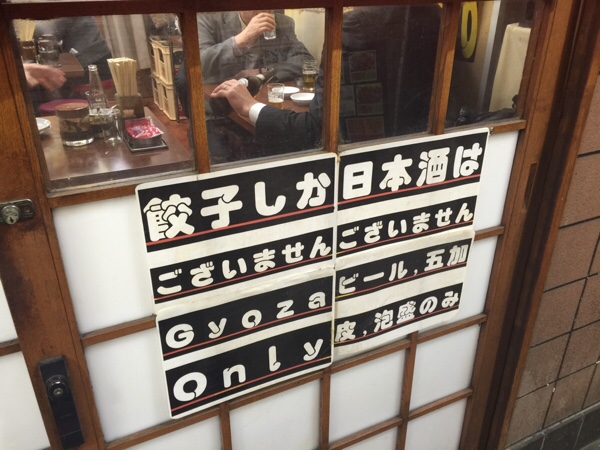 餃子しか
ございません
Gyoza
Only
日本酒は
ございません
ビール,五加
皮,泡盛のみ